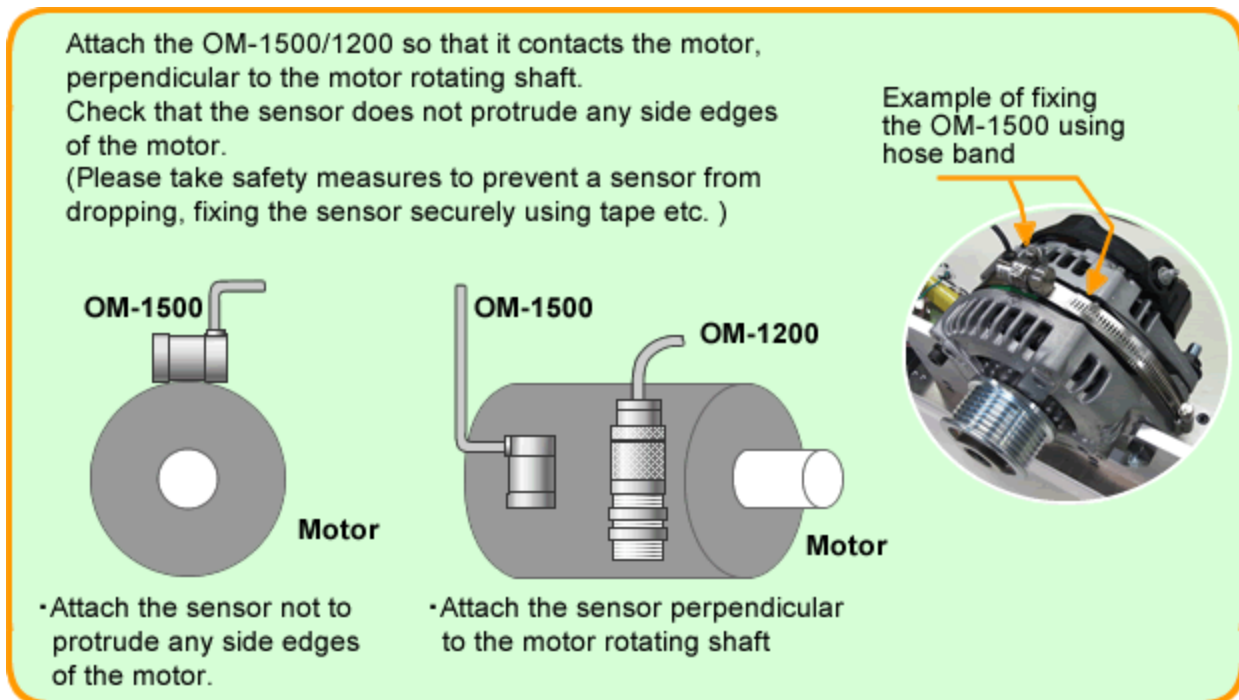 Attach the OM-1500/1200 so that it contacts the motor,
perpendicular to the motor rotating shaft.
Check that the sensor does not protrude any side edges
of the motor.
(Please take safety measures to prevent a sensor from
dropping, fixing the sensor securely using tape etc. )
Example of fixing
the OM-1500 using
hose band
OM-1500
Motor
・Attach the sensor not to
protrude any side edges
of the motor.
OM-1500
OM-1200
Motor
・Attach the sensor perpendicular
to the motor rotating shaft